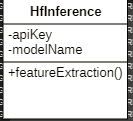 HfInference
-apiKey
-modelName
+featureExtraction()